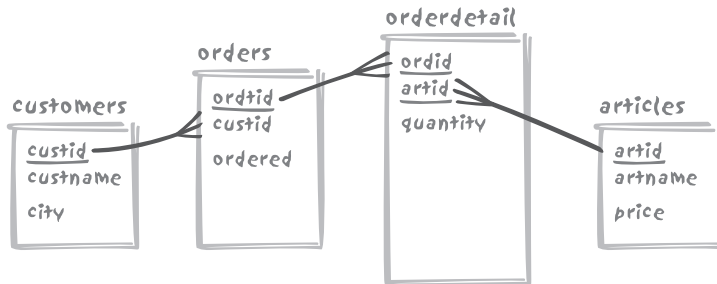 customers
custid
custname
city
orders
ordtid
custid
ordered
orderdetail
ordid
artid
quantity
articles
artid
artname
price